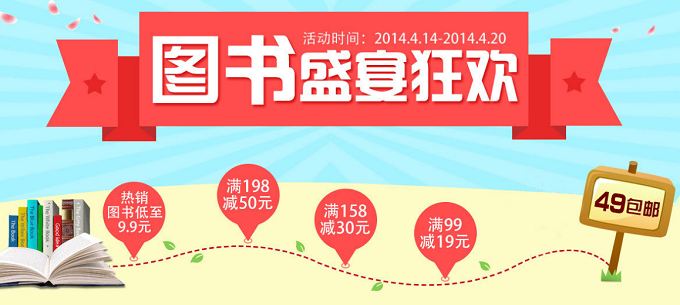 活动时间：2014.4.14-2014.4.20
图书盛宴狂欢
热销
图书低至
9.9元
满198
减50元
满158
减30元
满99
减19元
49包邮